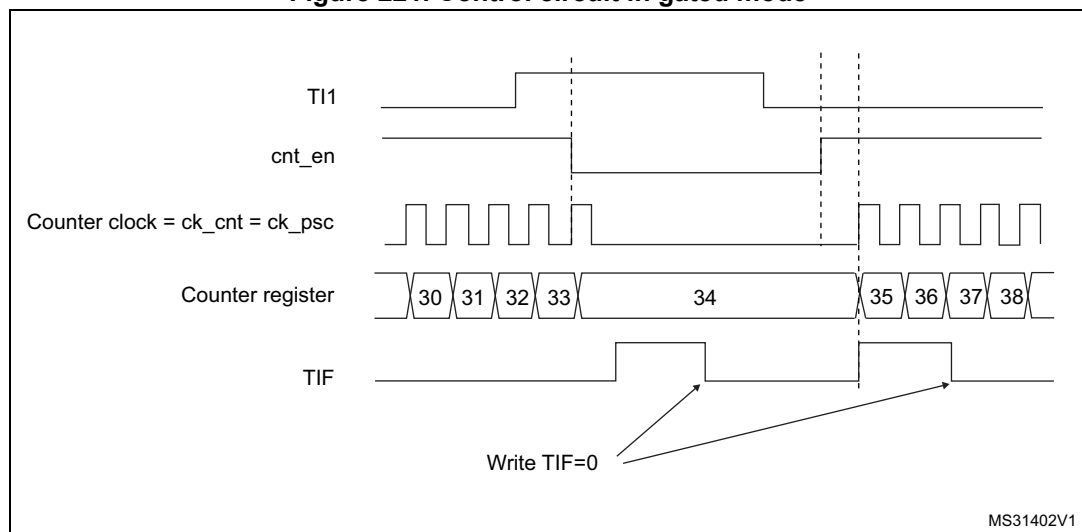 TI1
cnt_en
Counter clock = ck_cnt = ck_psc
Counter register
30 31 32 33 34 35 36 37 38
TIF
Write TIF=0
MS31402V1